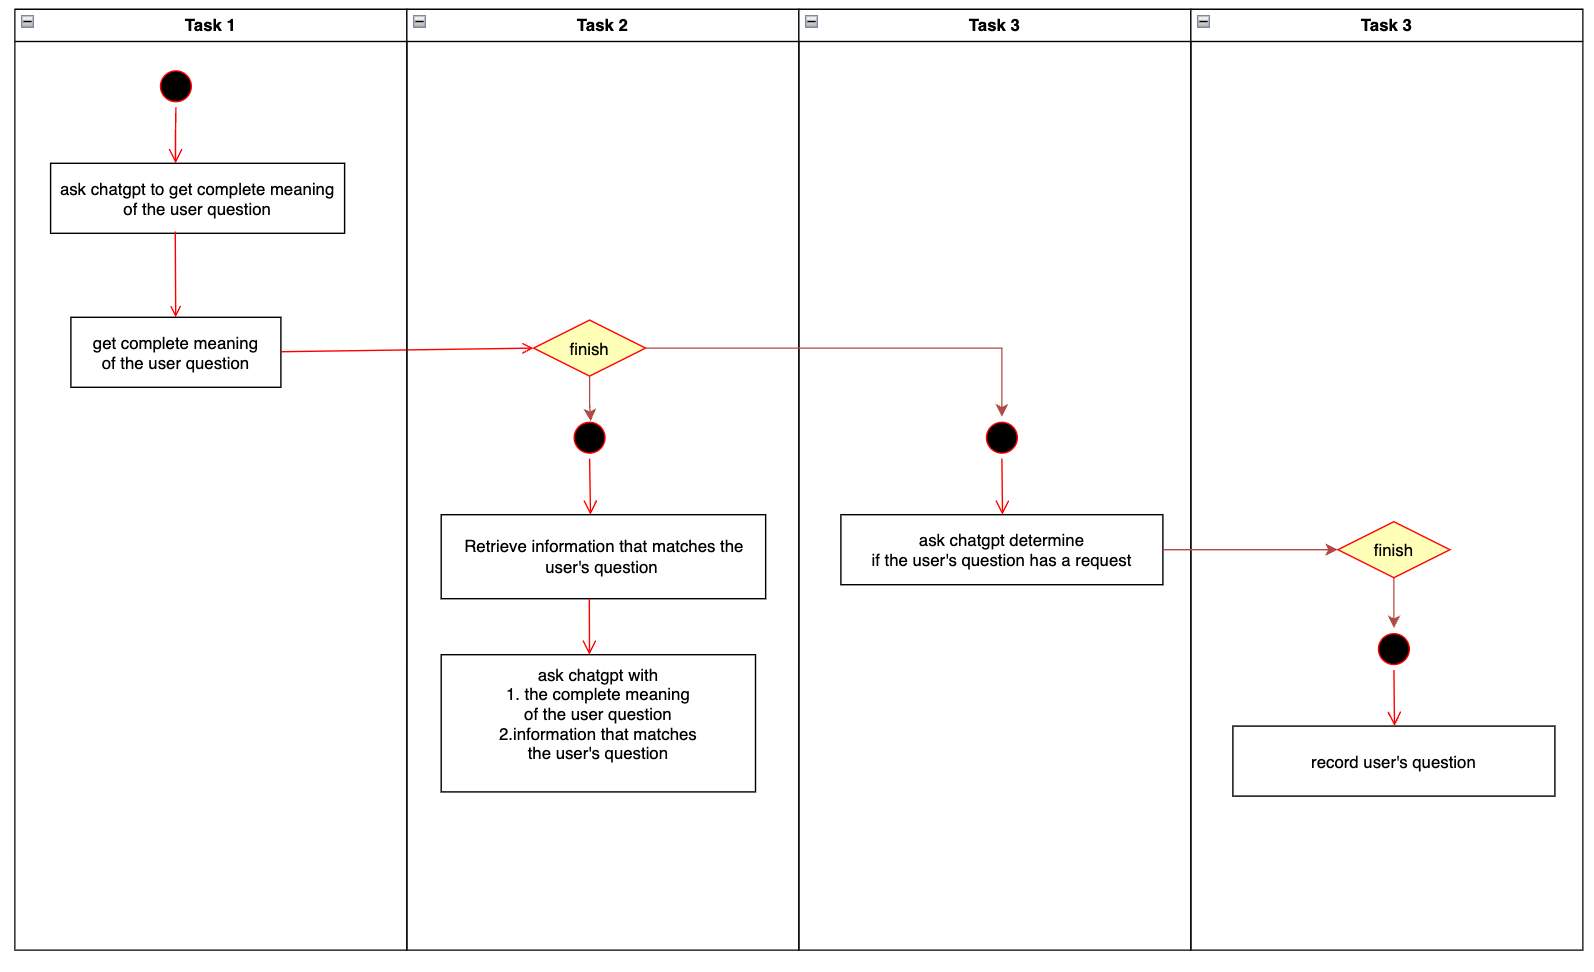 Task 1
Task 2
Task 3
Task 3
ask chatgpt to get complete meaning
of the user question
get complete meaning
of the user question
finish
Retrieve information that matches the
user's question
ask chatgpt with
1. the complete meaning
of the user question
2.information that matches
the user's question
ask chatgpt determine
if the user's question has a request
finish
record user's question